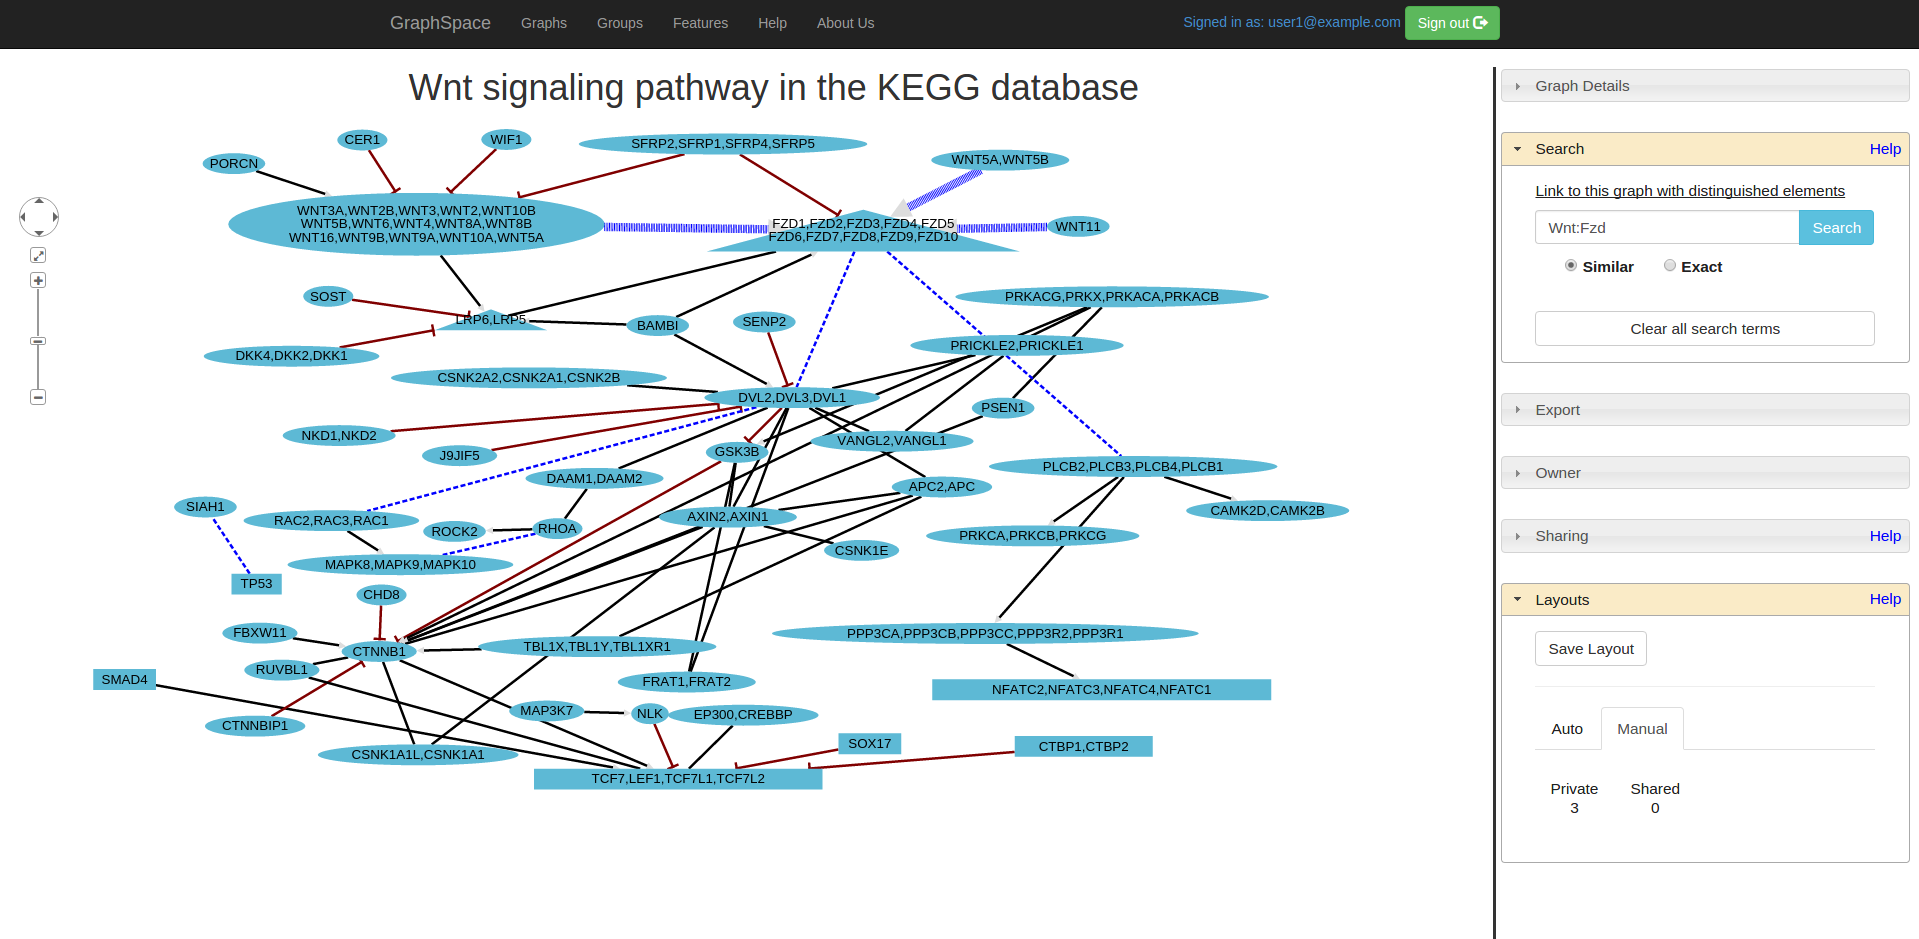 GraphSpace Graphs Groups Features Help About Us Signed in as: user1@example.com Sign out
Wnt signaling pathway in the KEGG database
CER1
WIF1
SFRP2,SFRP1,SFRP4,SFRP5
PORCN
WNT5A,WNT5B
WNT3A,WNT2B,WNT3,WNT2,WNT10B
WNT5B,WNT6,WNT4,WNT8A,WNT8B
WNT16,WNT9B,WNT9A,WNT10A,WNT5A
FZD1,FZD2,FZD3,FZD4,FZD5
FZD6,FZD7,FZD8,FZD9,FZD10
WNT11
SOST
PRKACG,PRKX,PRKACA,PRKACB
LRP6,LRP5
BAMBI
SENP2
DKK4,DKK2,DKK1
PRICKLE2,PRICKLE1
CSNK2A2,CSNK2A1,CSNK2B
DVL2,DVL3,DVL1
PSEN1
NKD1,NKD2
VANGL2,VANGL1
J9JIF5
GSK3B
PLCB2,PLCB3,PLCB4,PLCB1
DAAM1,DAAM2
APC2,APC
SIAH1
CAMK2D,CAMK2B
RAC2,RAC3,RAC1
AXIN2,AXIN1
ROCK2
RHOA
PRKCA,PRKCB,PRKCG
CSNK1E
MAPK8,MAPK9,MAPK10
TP53
CHD8
FBXW11
PPP3CA,PPP3CB,PPP3CC,PPP3R2,PPP3R1
CTNNB1
TBL1X,TBL1Y,TBL1XR1
RUVBL1
SMAD4
FRAT1,FRAT2
NFATC2,NFATC3,NFATC4,NFATC1
MAP3K7
NLK
EP300,CREBBP
CTNNBIP1
SOX17
CTBP1,CTBP2
CSNK1A1L,CSNK1A1
TCF7,LEF1,TCF7L1,TCF7L2
Graph Details
Search Help
Link to this graph with distinguished elements
Wnt:Fzd Search
Similar Exact
Clear all search terms
Export
Owner
Sharing Help
Layouts Help
Save Layout
Auto Manual
Private Shared
3 0